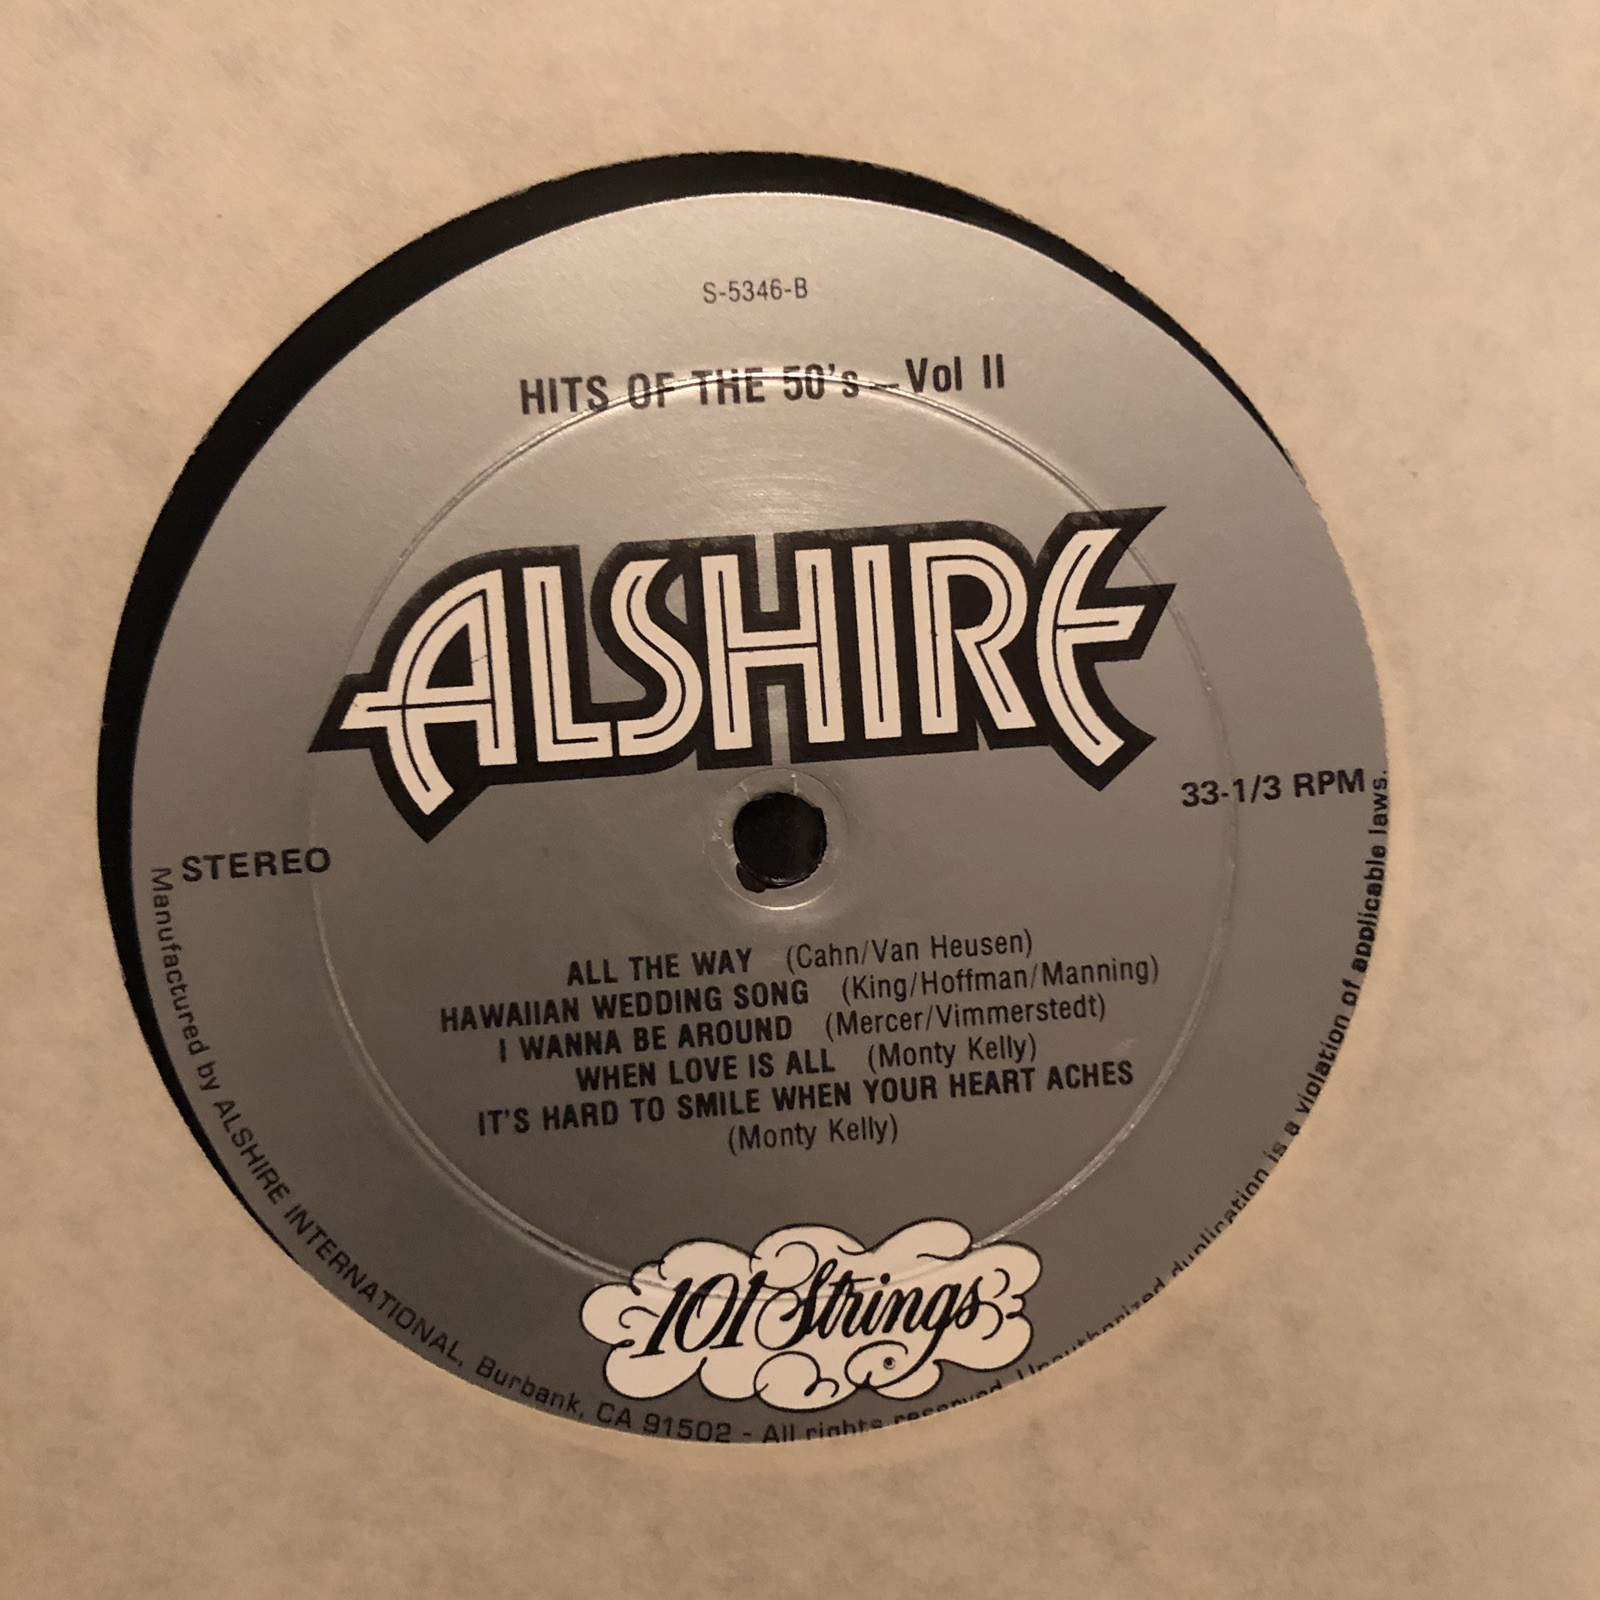 S-5346-B
HITS OF THE 50's – Vol II
ALSHIRE
STEREO
33-1/3 RPM
ALL THE WAY (Cahn/Van Heusen)
HAWAIIAN WEDDING SONG (King/Hoffman/Manning)
I WANNA BE AROUND (Mercer/Vimmerstedt)
WHEN LOVE IS ALL (Monty Kelly)
IT'S HARD TO SMILE WHEN YOUR HEART ACHES
(Monty Kelly)
101 Strings
Manufactured by ALSHIRE INTERNATIONAL, Burbank, CA 91502 - All rights reserved. Unauthorized duplication is a violation of applicable laws.